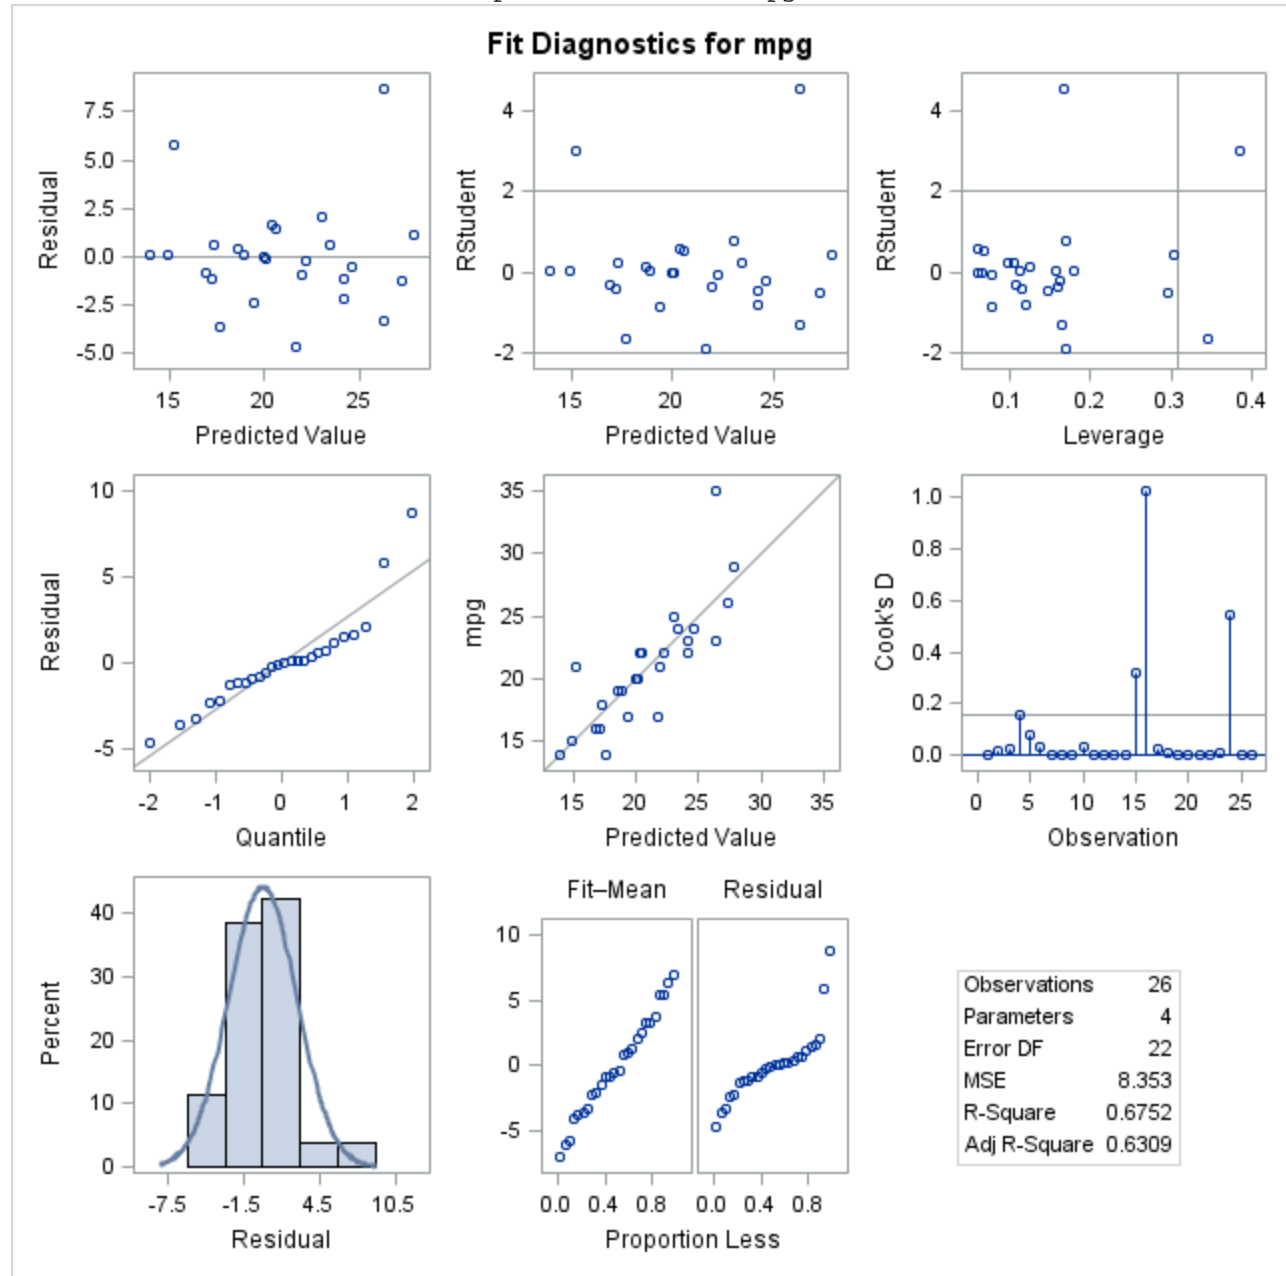 Fit Diagnostics for mpg
7.5
5.0
2.5
0.0
-2.5
-5.0
Residual
15 20 25
Predicted Value
4
2
0
-2
RStudent
15 20 25
Predicted Value
4
2
0
-2
RStudent
0.1 0.2 0.3 0.4
Leverage
10
5
0
-5
Residual
-2 -1 0 1 2
Quantile
35
30
25
20
15
mpg
15 20 25 30 35
Predicted Value
1.0
0.8
0.6
0.4
0.2
0.0
Cook's D
0 5 10 15 20 25
Observation
40
30
20
10
0
Percent
-7.5 -1.5 4.5 10.5
Residual
Fit–Mean Residual
10
5
0
-5
0.0 0.4 0.8 0.0 0.4 0.8
Proportion Less
Observations 26
Parameters 4
Error DF 22
MSE 8.353
R-Square 0.6752
Adj R-Square 0.6309